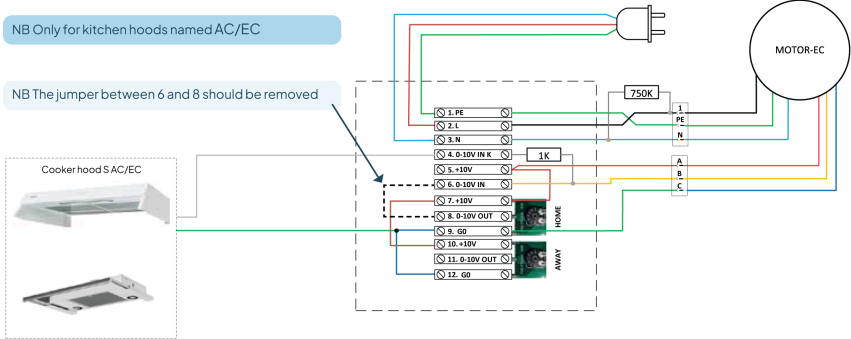 NB Only for kitchen hoods named AC/EC
NB The jumper between 6 and 8 should be removed
Cooker hood S AC/EC
MOTOR-EC
750K
1K
1. PE
2. L
3. N
4. 0-10V IN K
5. +10V
6. 0-10V IN
7. +10V
8. 0-10V OUT
9. G0
10. +10V
11. 0-10V OUT
12. G0
HOME
AWAY
1
PE
N
A
B
C